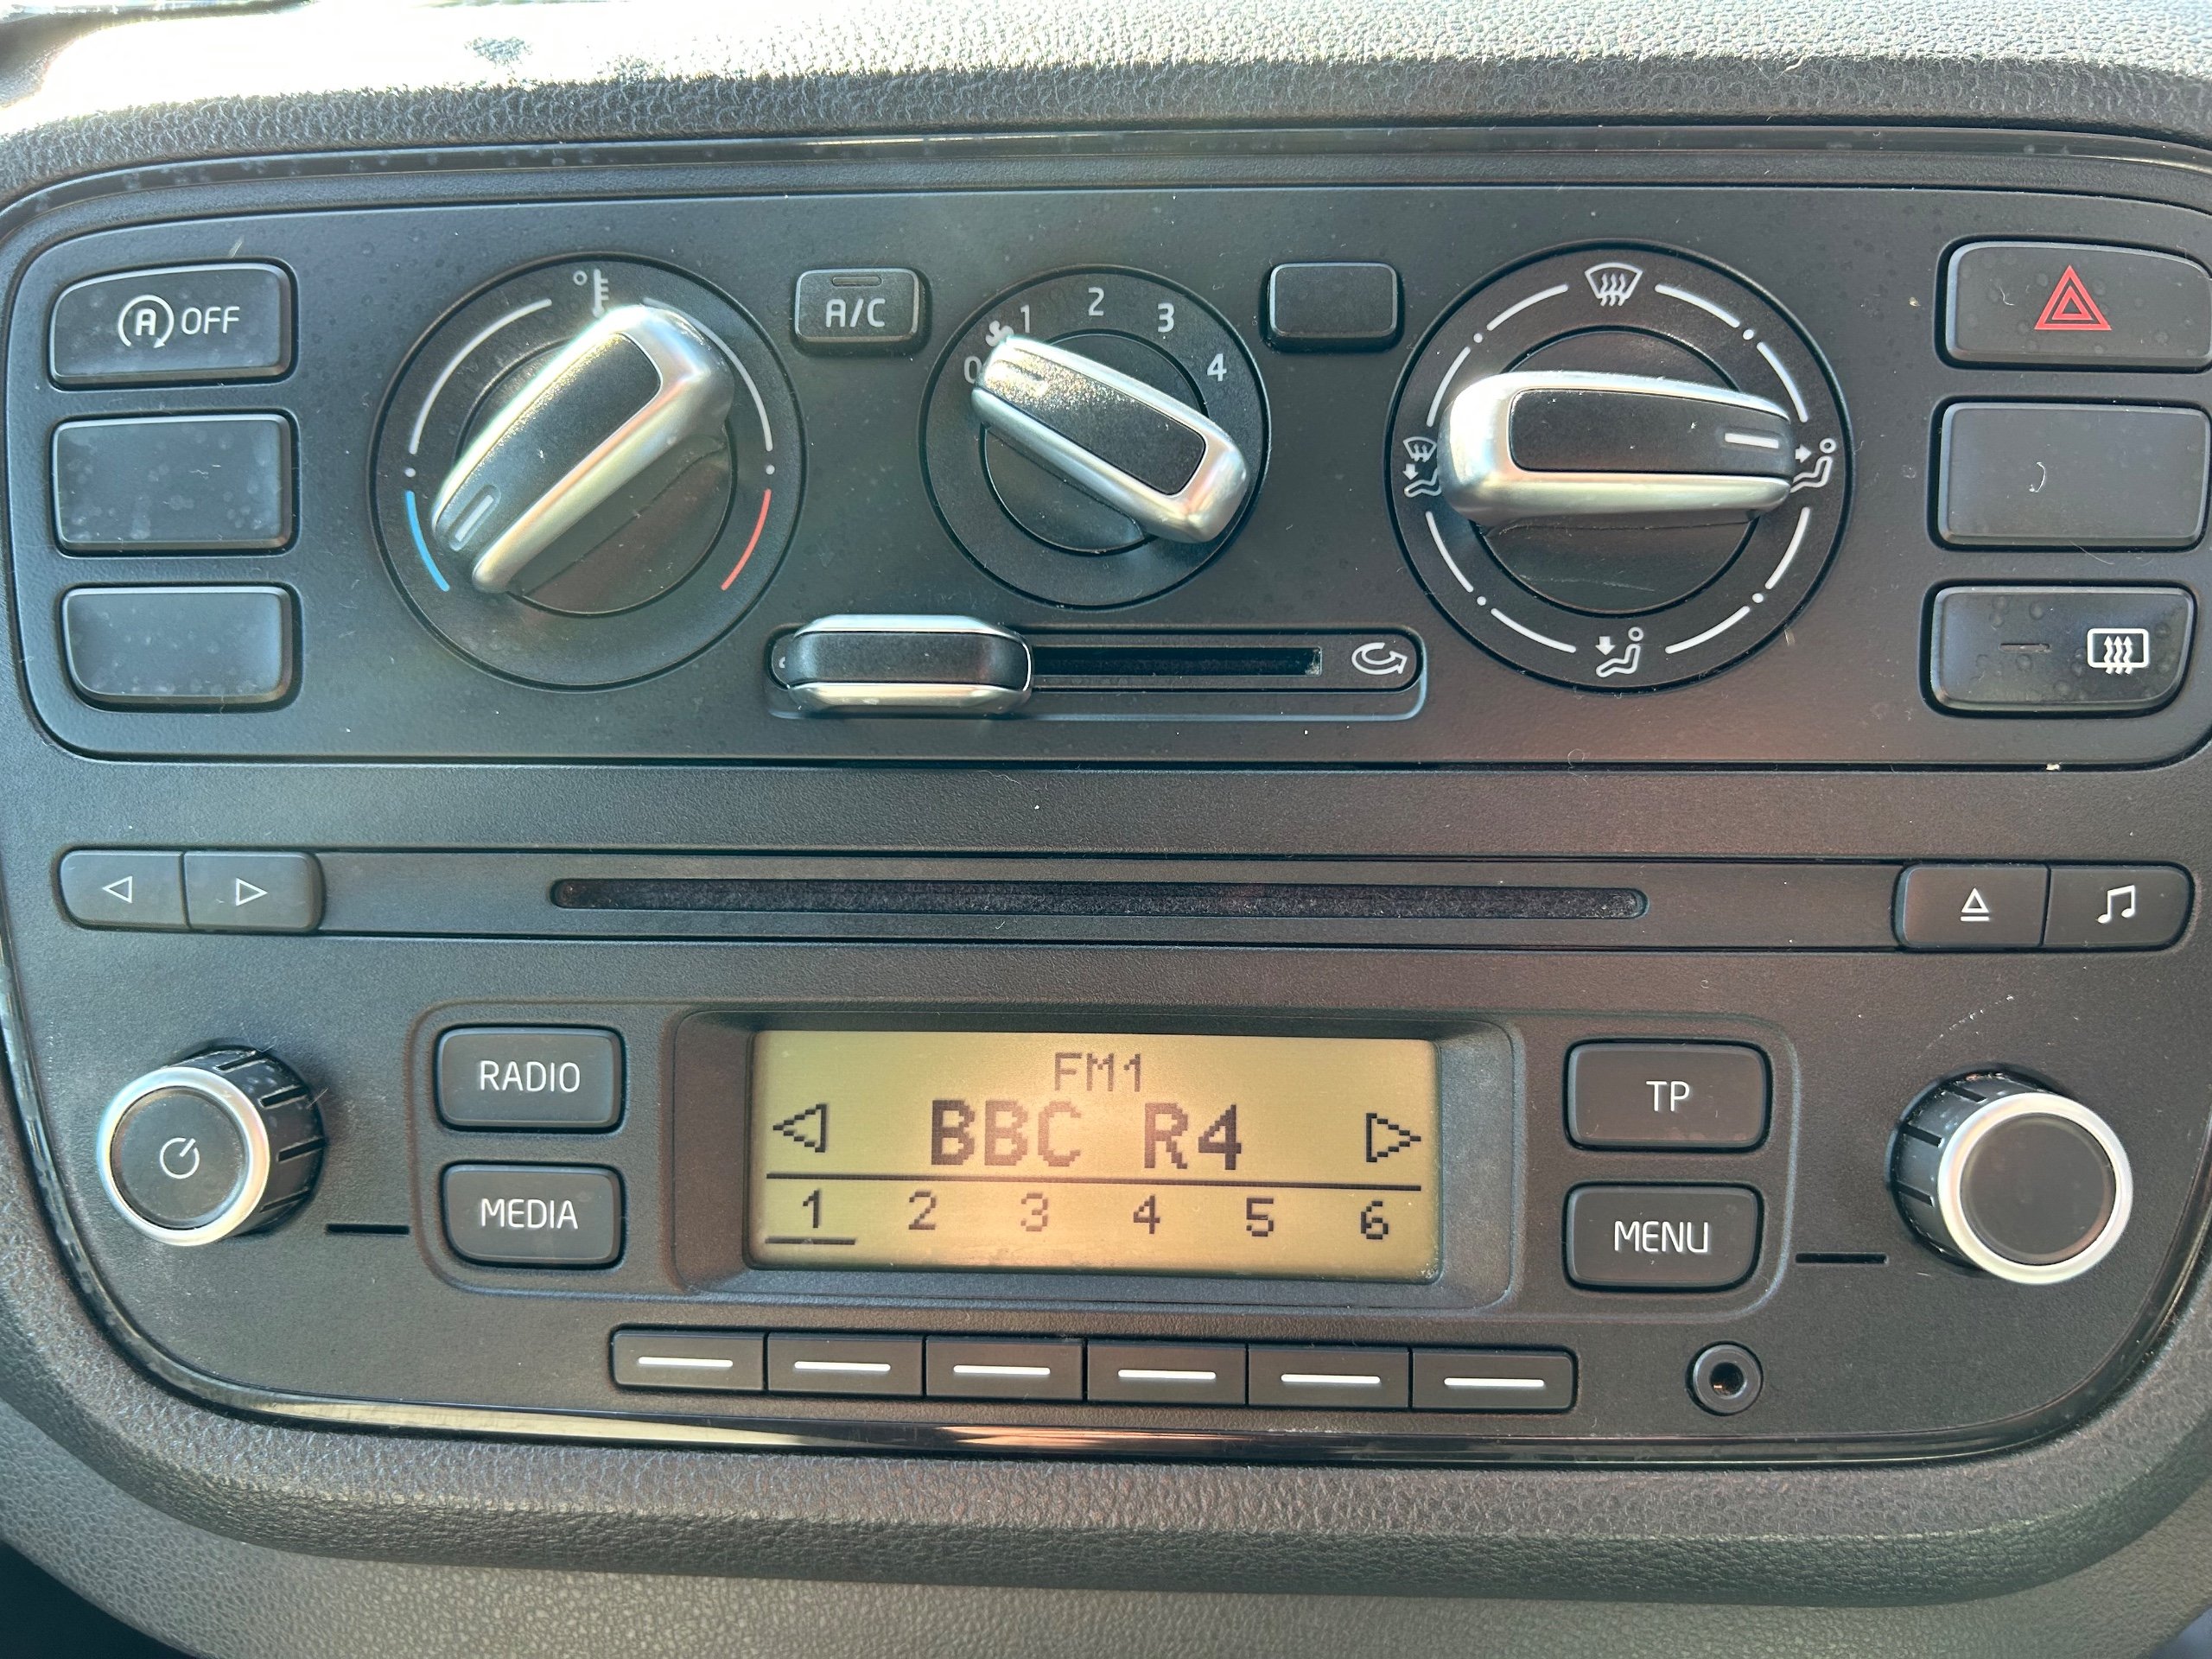 A OFF
A/C
0 1 2 3 4
FM1
BBC R4
1 2 3 4 5 6
RADIO
MEDIA
TP
MENU